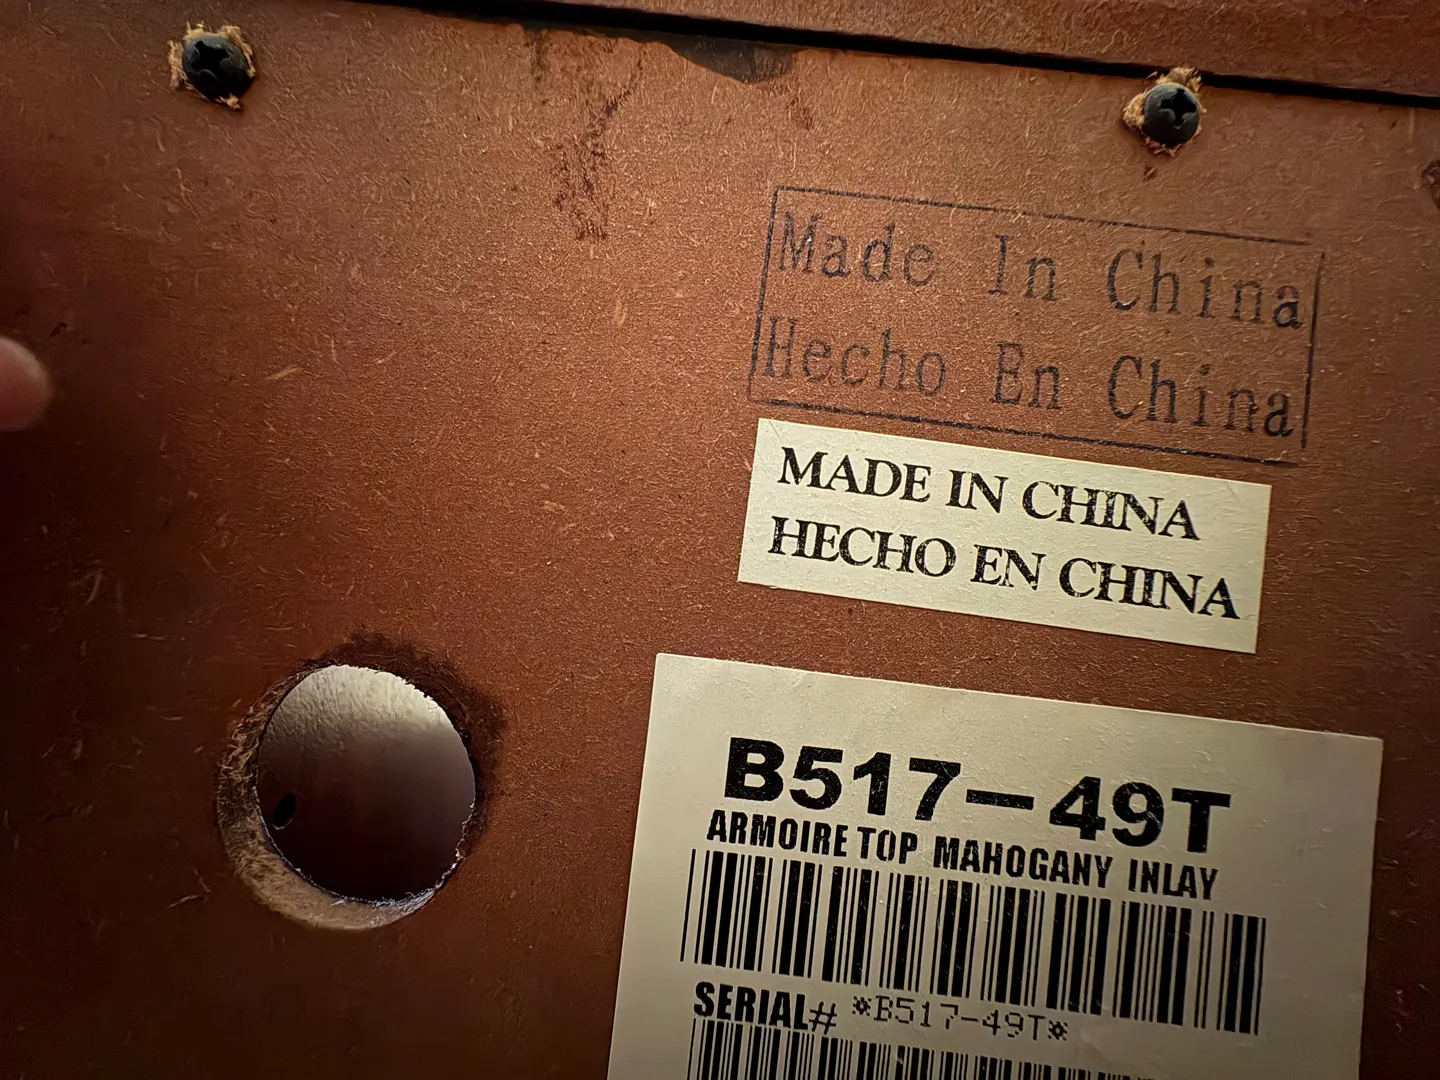 Made In China
Hecho En China
MADE IN CHINA
HECHO EN CHINA
B517-49T
ARMOIRE TOP MAHOGANY INLAY
SERIAL# *B517-49T*